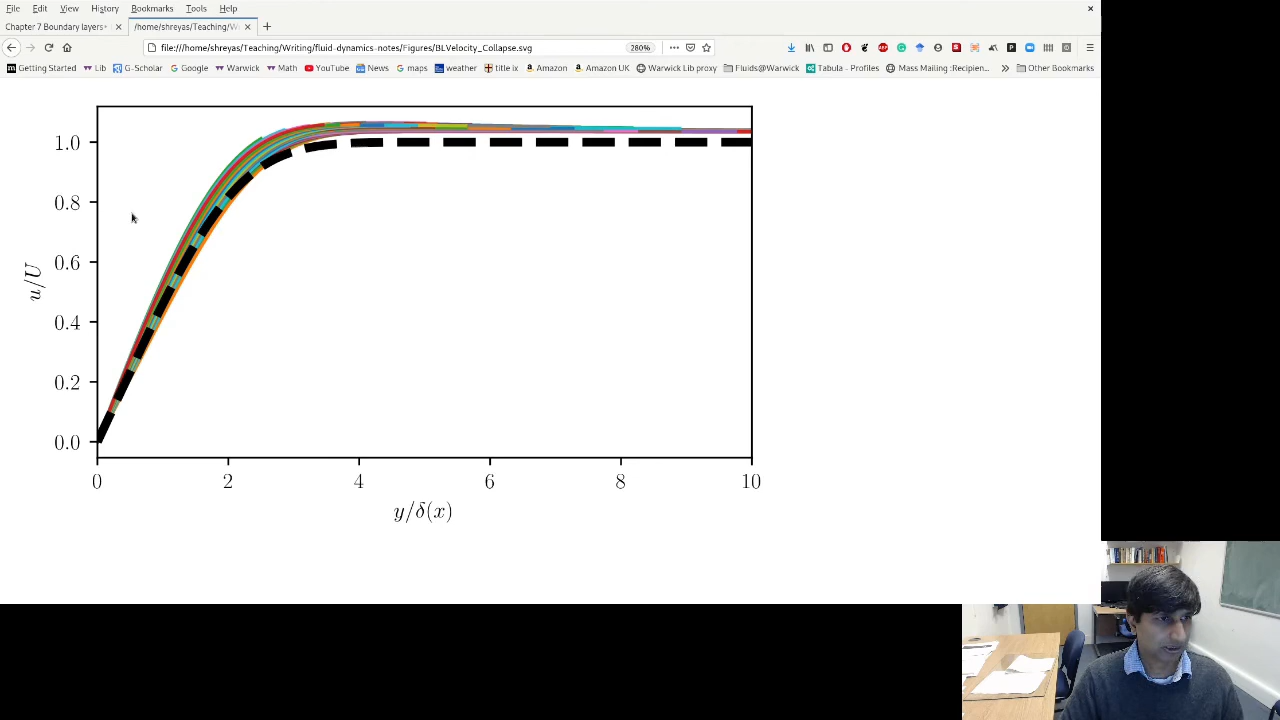 File Edit View History Bookmarks Tools Help
Chapter 7 Boundary layers
/home/shreyas/Teaching/W
file:///home/shreyas/Teaching/Writing/fluid-dynamics-notes/Figures/BLVelocity_Collapse.svg
280%
Getting Started Lib G-Scholar Google Warwick Math YouTube News maps weather title ix Amazon Amazon UK Warwick Lib proxy Fluids@Warwick Tabula - Profiles Mass Mailing :Recipien... Other Bookmarks
1.0
0.8
0.6
0.4
0.2
0.0
u/U
0 2 4 6 8 10
y/δ(x)